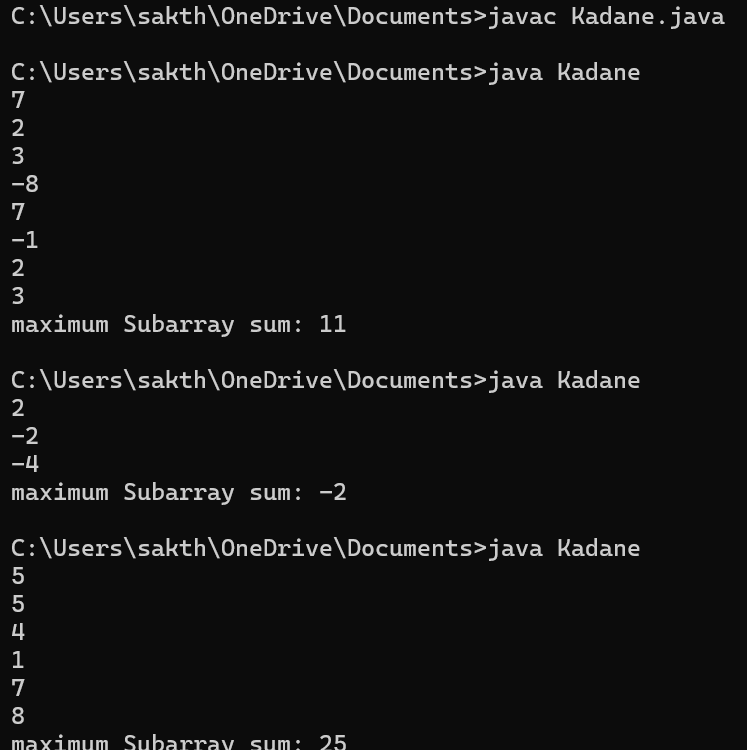 C:\Users\sakth\OneDrive\Documents>javac Kadane.java
C:\Users\sakth\OneDrive\Documents>java Kadane
7
2
3
-8
7
-1
2
3
maximum Subarray sum: 11
C:\Users\sakth\OneDrive\Documents>java Kadane
2
-2
-4
maximum Subarray sum: -2
C:\Users\sakth\OneDrive\Documents>java Kadane
5
5
4
1
7
8
maximum Subarray sum: 25